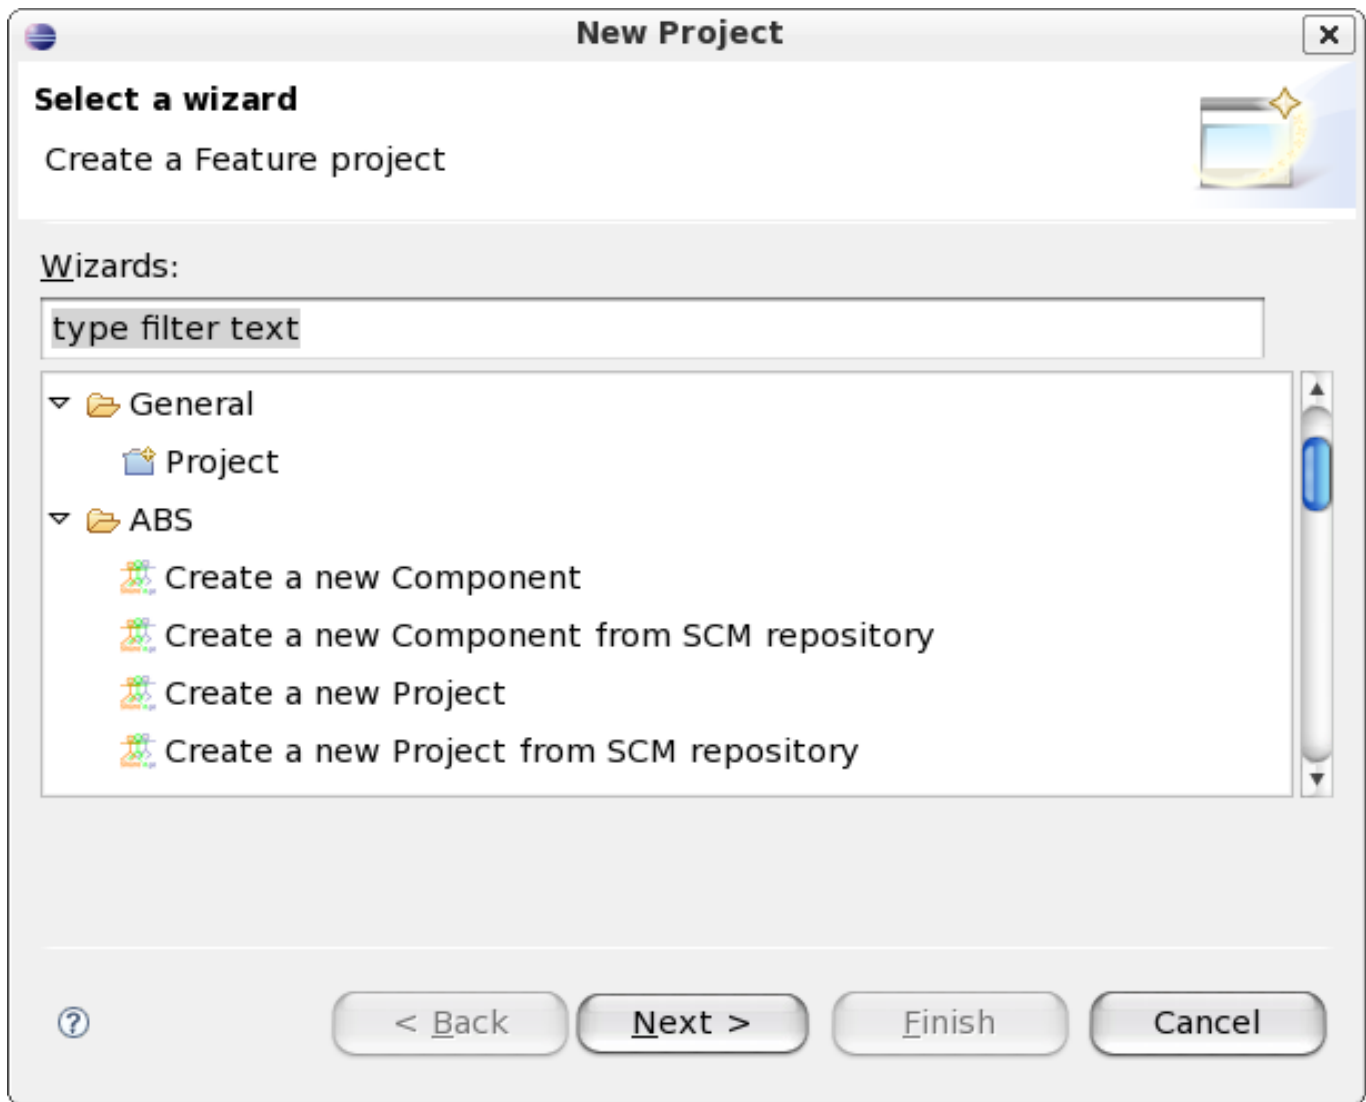 New Project
Select a wizard
Create a Feature project
Wizards:
type filter text
General
Project
ABS
Create a new Component
Create a new Component from SCM repository
Create a new Project
Create a new Project from SCM repository
< Back Next > Finish Cancel